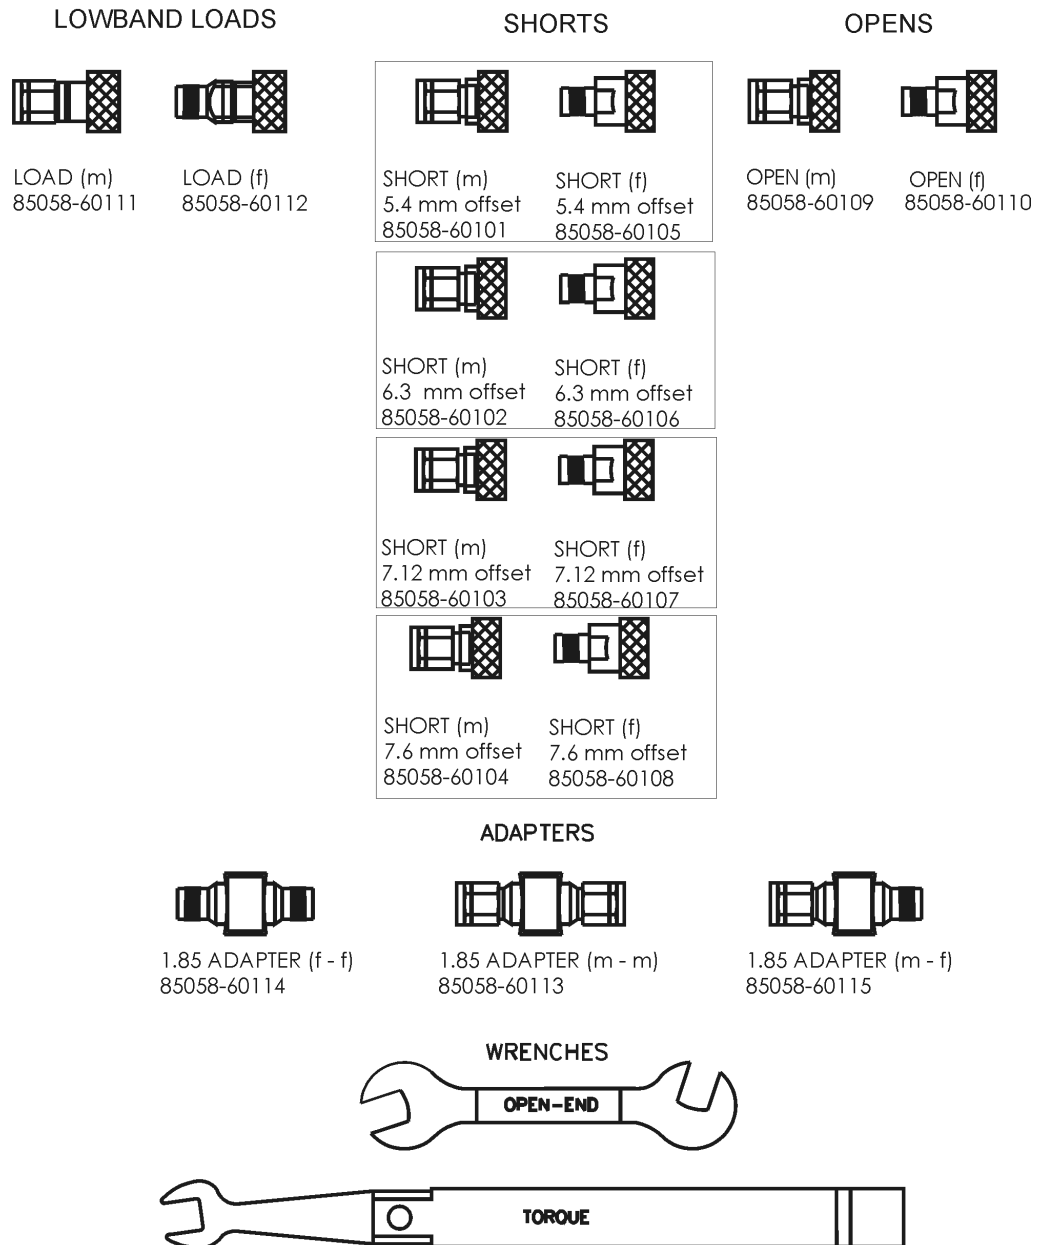 LOWBAND LOADS
SHORTS
OPENS
LOAD (m)
85058-60111
LOAD (f)
85058-60112
SHORT (m)
5.4 mm offset
85058-60101
SHORT (f)
5.4 mm offset
85058-60105
OPEN (m)
85058-60109
OPEN (f)
85058-60110
SHORT (m)
6.3 mm offset
85058-60102
SHORT (f)
6.3 mm offset
85058-60106
SHORT (m)
7.12 mm offset
85058-60103
SHORT (f)
7.12 mm offset
85058-60107
SHORT (m)
7.6 mm offset
85058-60104
SHORT (f)
7.6 mm offset
85058-60108
ADAPTERS
1.85 ADAPTER (f - f)
85058-60114
1.85 ADAPTER (m - m)
85058-60113
1.85 ADAPTER (m - f)
85058-60115
WRENCHES
OPEN-END
TORQUE